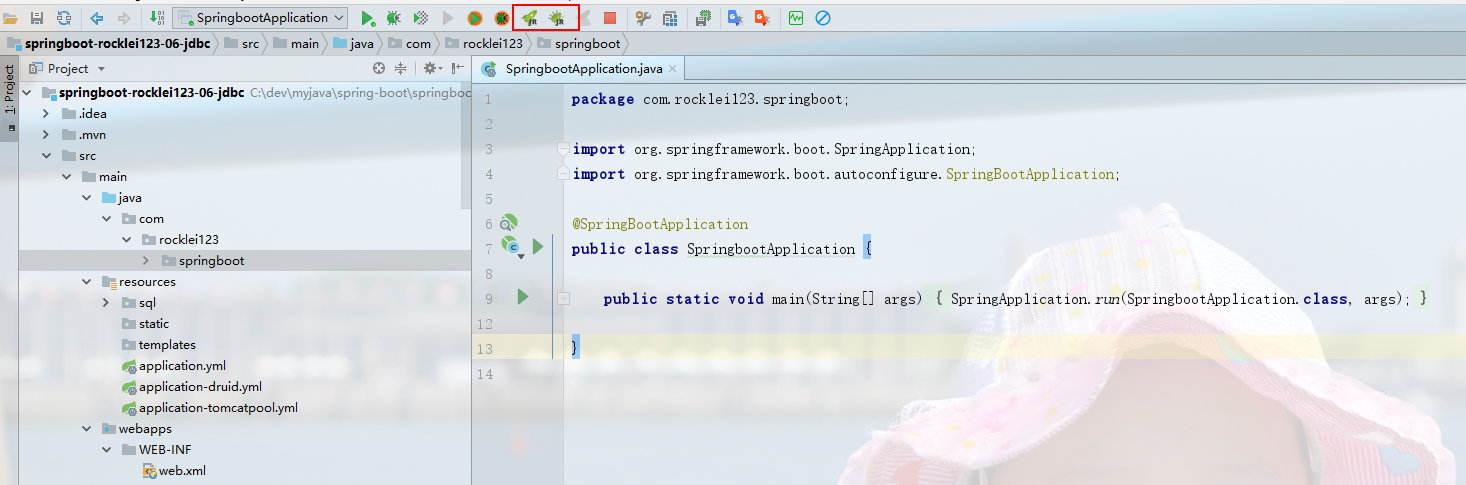 SpringbootApplication
JR JR
springboot-rocklei123-06-jdbc src main java com rocklei123 springboot
1: Project
Project
springboot-rocklei123-06-jdbc C:\dev\myjava\spring-boot\springboo
.idea
.mvn
src
main
java
com
rocklei123
springboot
resources
sql
static
templates
application.yml
application-druid.yml
application-tomcatpool.yml
webapps
WEB-INF
web.xml
SpringbootApplication.java
1 package com.rocklei123.springboot;
2
3 import org.springframework.boot.SpringApplication;
4 import org.springframework.boot.autoconfigure.SpringBootApplication;
5
6 @SpringBootApplication
7 public class SpringbootApplication {
8
9 public static void main(String[] args) { SpringApplication.run(SpringbootApplication.class, args); }
12
13 }
14